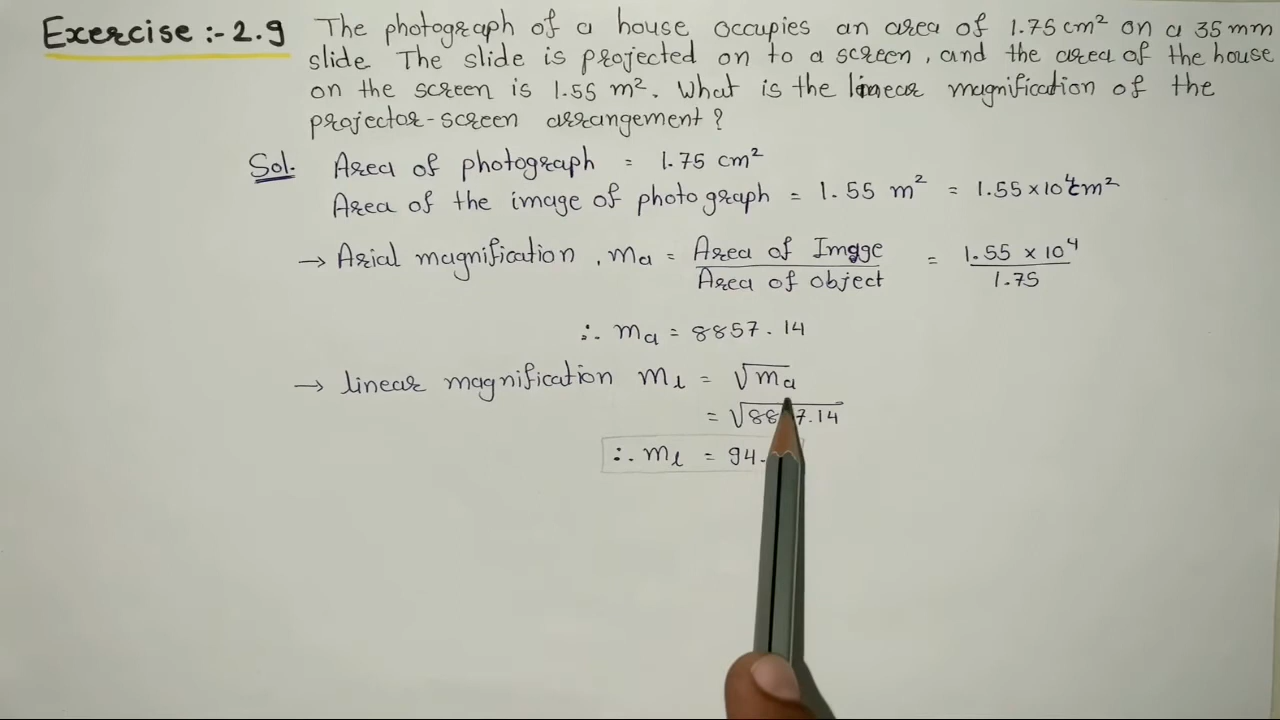 Exercise :- 2.9 The photograph of a house occupies an area of 1.75 cm² on a 35 mm
slide The slide is projected on to a screen, and the area of the house
on the screen is 1.55 m². What is the linear magnification of the
projector-screen arrangement?
Sol. Area of photograph = 1.75 cm²
Area of the image of photograph = 1.55 m² = 1.55 × 10⁴ cm²
→ Arial magnification, mₐ = Area of Imgge / Area of object = 1.55 × 10⁴ / 1.75
∴ mₐ = 8857.14
→ linear magnification mₗ = √mₐ
= √8857.14
∴ mₗ = 94.